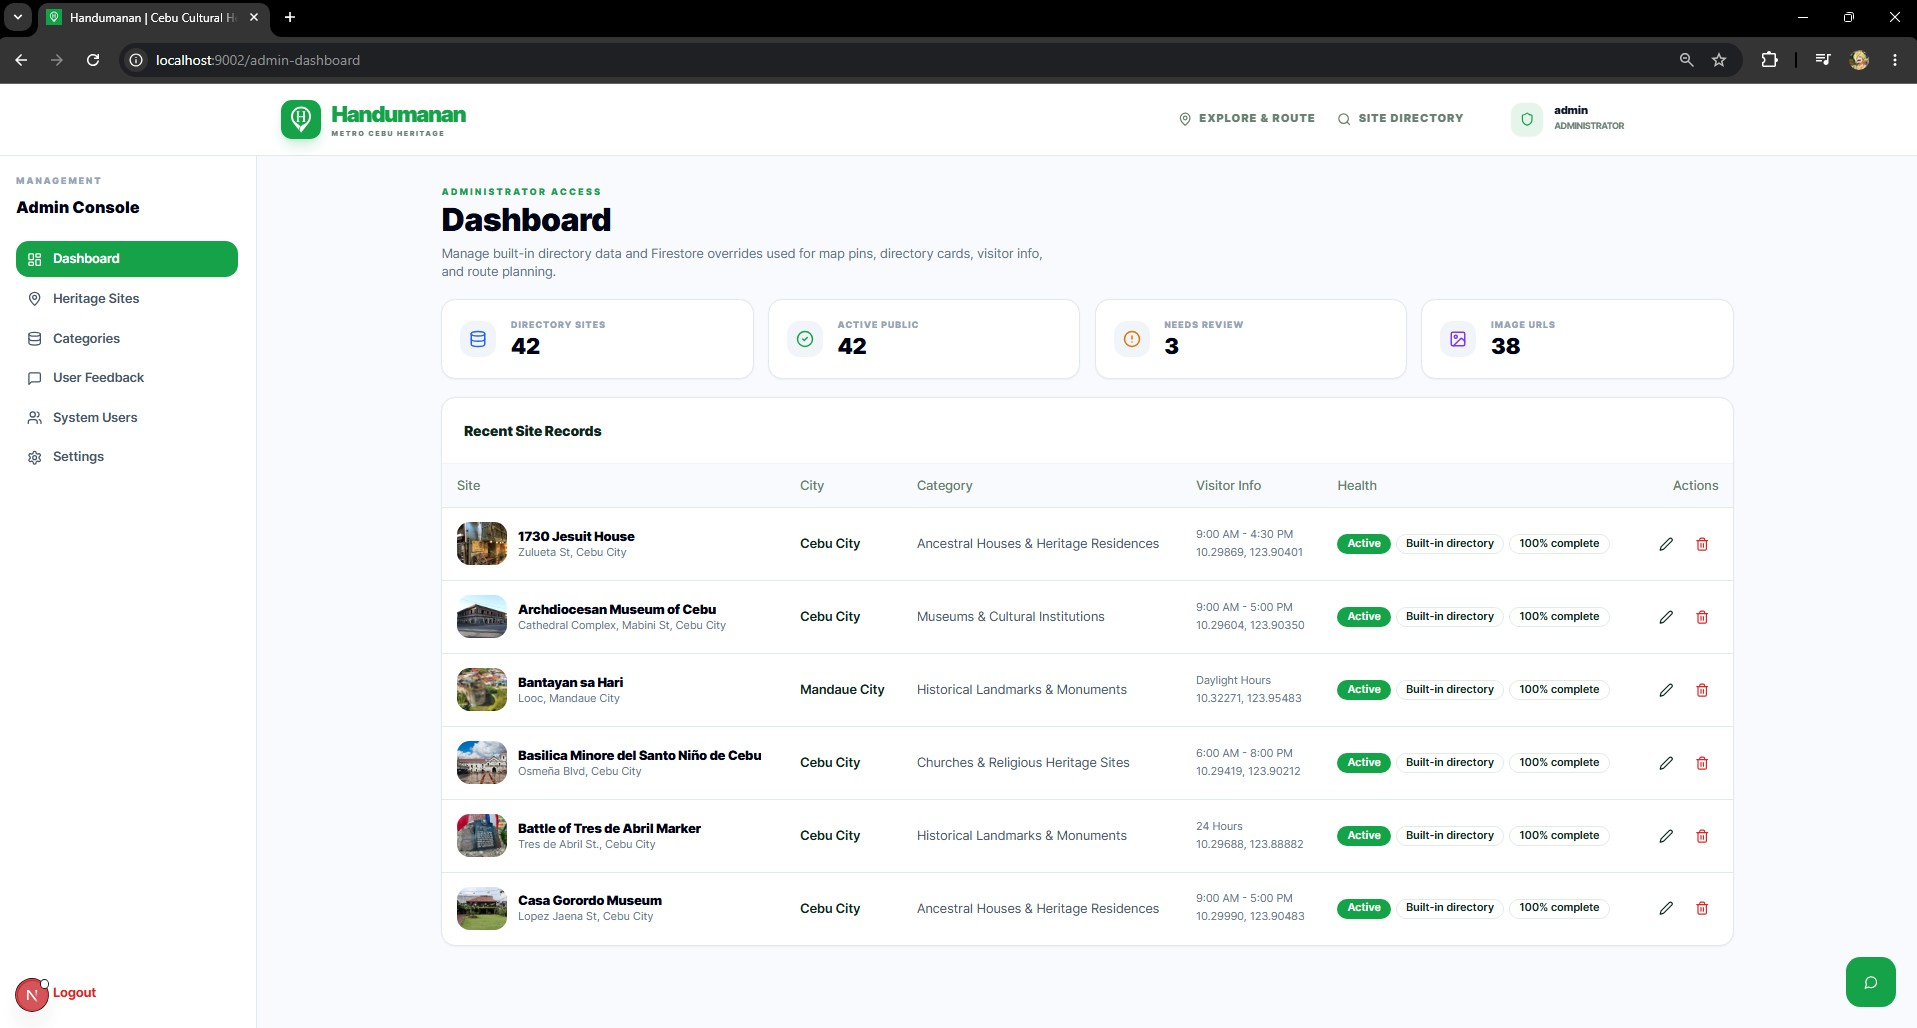 Handumanan | Cebu Cultural H
localhost:9002/admin-dashboard
H
Handumanan
METRO CEBU HERITAGE
EXPLORE & ROUTE
SITE DIRECTORY
admin
ADMINISTRATOR
MANAGEMENT
Admin Console
Dashboard
Heritage Sites
Categories
User Feedback
System Users
Settings
N
Logout
ADMINISTRATOR ACCESS
Dashboard
Manage built-in directory data and Firestore overrides used for map pins, directory cards, visitor info,
and route planning.
DIRECTORY SITES
42
ACTIVE PUBLIC
42
NEEDS REVIEW
3
IMAGE URLS
38
Recent Site Records
Site City Category Visitor Info Health Actions
1730 Jesuit House
Zulueta St, Cebu City
Cebu City
Ancestral Houses & Heritage Residences
9:00 AM - 4:30 PM
10.29869, 123.90401
Active Built-in directory 100% complete
Archdiocesan Museum of Cebu
Cathedral Complex, Mabini St, Cebu City
Cebu City
Museums & Cultural Institutions
9:00 AM - 5:00 PM
10.29604, 123.90350
Active Built-in directory 100% complete
Bantayan sa Hari
Looc, Mandaue City
Mandaue City
Historical Landmarks & Monuments
Daylight Hours
10.32271, 123.95483
Active Built-in directory 100% complete
Basilica Minore del Santo Niño de Cebu
Osmeña Blvd, Cebu City
Cebu City
Churches & Religious Heritage Sites
6:00 AM - 8:00 PM
10.29419, 123.90212
Active Built-in directory 100% complete
Battle of Tres de Abril Marker
Tres de Abril St., Cebu City
Cebu City
Historical Landmarks & Monuments
24 Hours
10.29688, 123.88882
Active Built-in directory 100% complete
Casa Gorordo Museum
Lopez Jaena St, Cebu City
Cebu City
Ancestral Houses & Heritage Residences
9:00 AM - 5:00 PM
10.29990, 123.90483
Active Built-in directory 100% complete